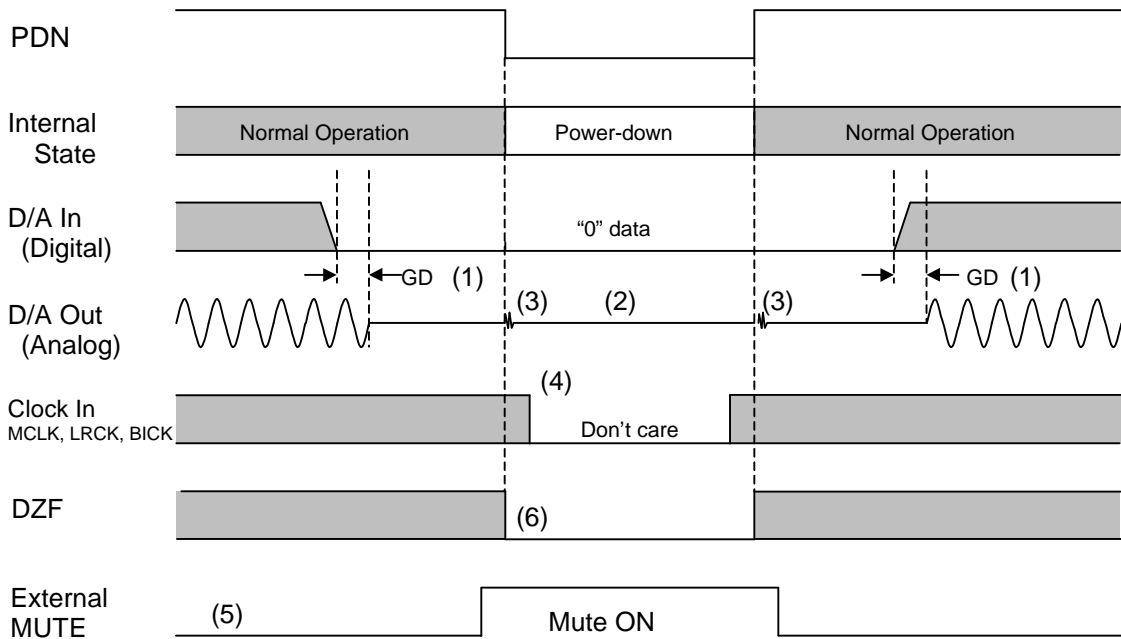 PDN
Internal
State
Normal Operation
Power-down
Normal Operation
D/A In
(Digital)
“0” data
GD
(1)
GD
(1)
D/A Out
(Analog)
(3)
(2)
(3)
Clock In
MCLK, LRCK, BICK
(4)
Don’t care
DZF
(6)
External
MUTE
(5)
Mute ON